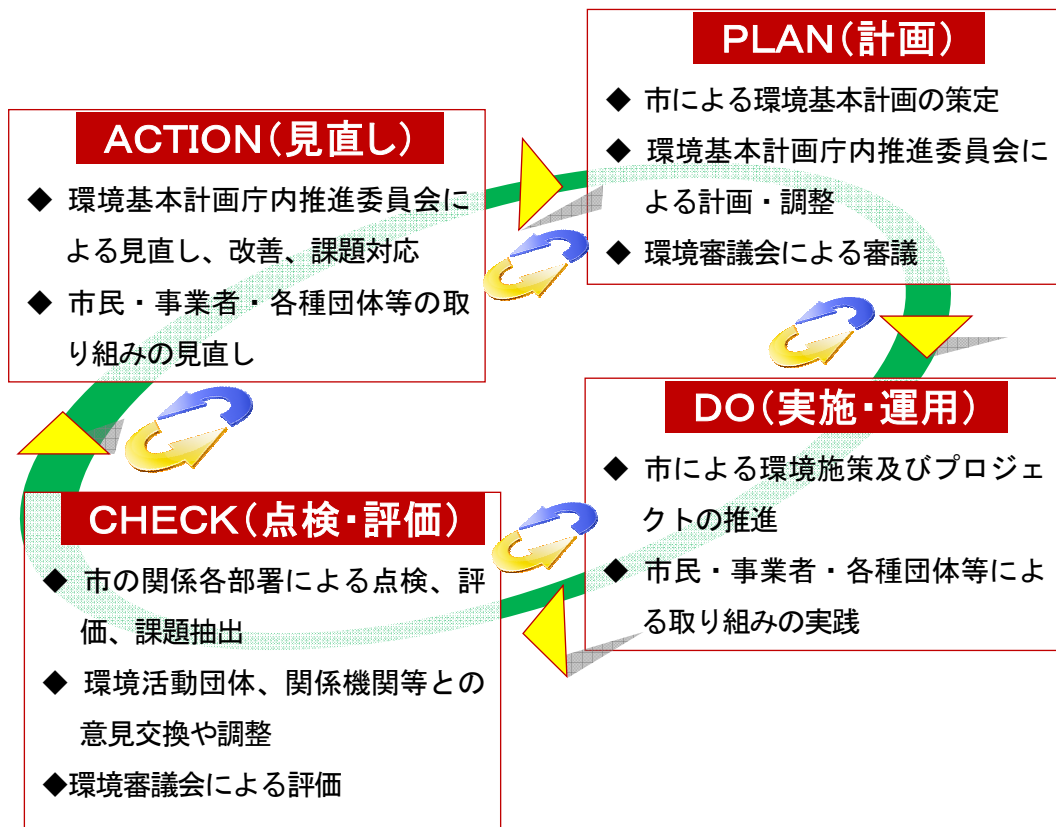 PLAN（計画）
◆ 市による環境基本計画の策定
◆ 環境基本計画庁内推進委員会に
よる計画・調整
◆ 環境審議会による審議
DO（実施・運用）
◆ 市による環境施策及びプロジェ
クトの推進
◆ 市民・事業者・各種団体等によ
る取り組みの実践
CHECK（点検・評価）
◆ 市の関係各部署による点検、評
価、課題抽出
◆ 環境活動団体、関係機関等との
意見交換や調整
◆環境審議会による評価
ACTION（見直し）
◆ 環境基本計画庁内推進委員会に
よる見直し、改善、課題対応
◆ 市民・事業者・各種団体等の取
り組みの見直し